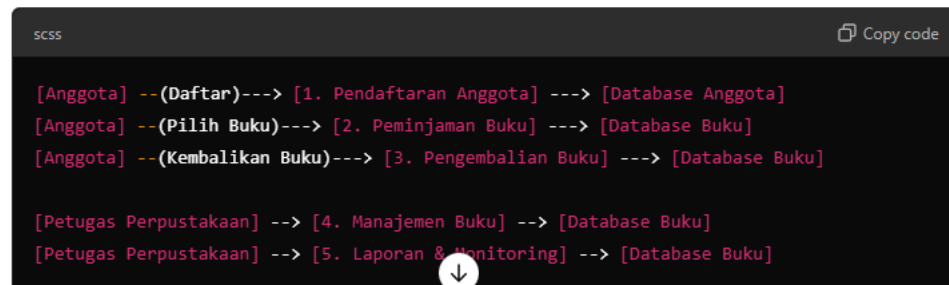 scss
Copy code
[Anggota] --(Daftar)---> [1. Pendaftaran Anggota] ---> [Database Anggota]
[Anggota] --(Pilih Buku)---> [2. Peminjaman Buku] ---> [Database Buku]
[Anggota] --(Kembalikan Buku)---> [3. Pengembalian Buku] ---> [Database Buku]
[Petugas Perpustakaan] --> [4. Manajemen Buku] --> [Database Buku]
[Petugas Perpustakaan] --> [5. Laporan & Monitoring] --> [Database Buku]